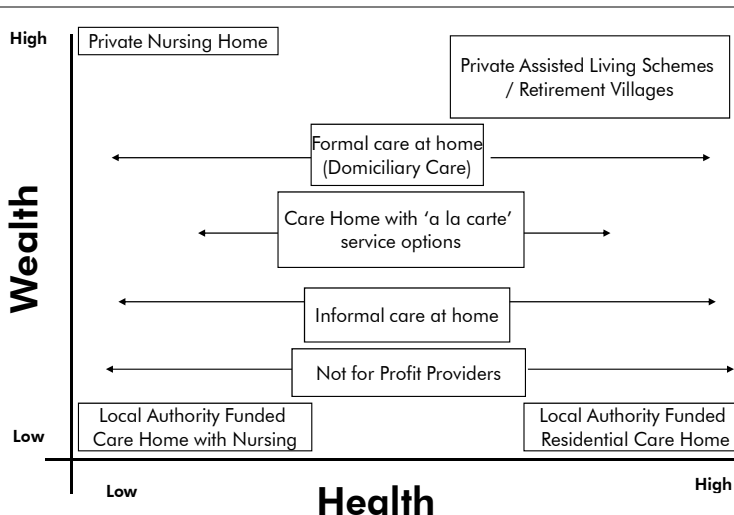 High
Private Nursing Home
Private Assisted Living Schemes
/ Retirement Villages
Formal care at home
(Domiciliary Care)
Wealth
Care Home with ‘a la carte’
service options
Informal care at home
Not for Profit Providers
Local Authority Funded
Care Home with Nursing
Local Authority Funded
Residential Care Home
Low
Low
Health
High